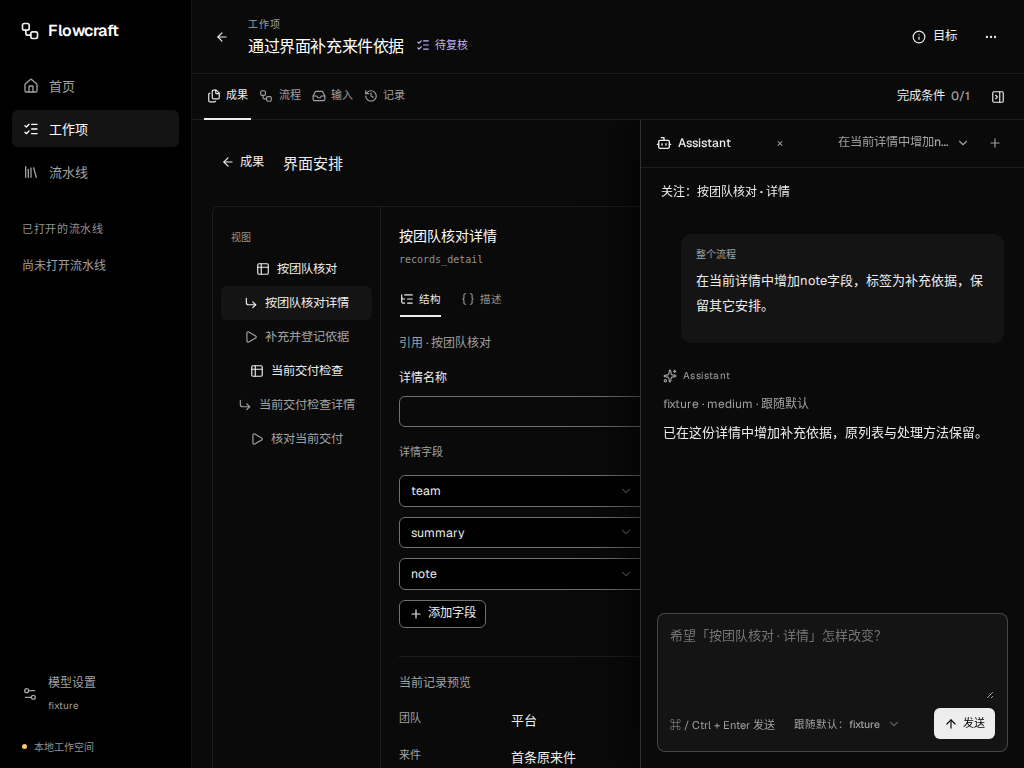 Flowcraft
首页
工作项
流水线
已打开的流水线
尚未打开流水线
模型设置
fixture
本地工作空间
工作项
通过界面补充来件依据
待复核
目标
成果
流程
输入
记录
完成条件 0/1
成果
界面安排
视图
按团队核对
按团队核对详情
补充并登记依据
当前交付检查
当前交付检查详情
核对当前交付
按团队核对详情
records_detail
结构
描述
引用 · 按团队核对
详情名称
详情字段
team
summary
note
添加字段
当前记录预览
团队 平台
来件 首条原来件
Assistant
在当前详情中增加n...
关注：按团队核对 · 详情
整个流程
在当前详情中增加note字段，标签为补充依据，保
留其它安排。
Assistant
fixture · medium · 跟随默认
已在这份详情中增加补充依据，原列表与处理方法保留。
希望「按团队核对 · 详情」怎样改变？
⌘ / Ctrl + Enter 发送
跟随默认：fixture
发送